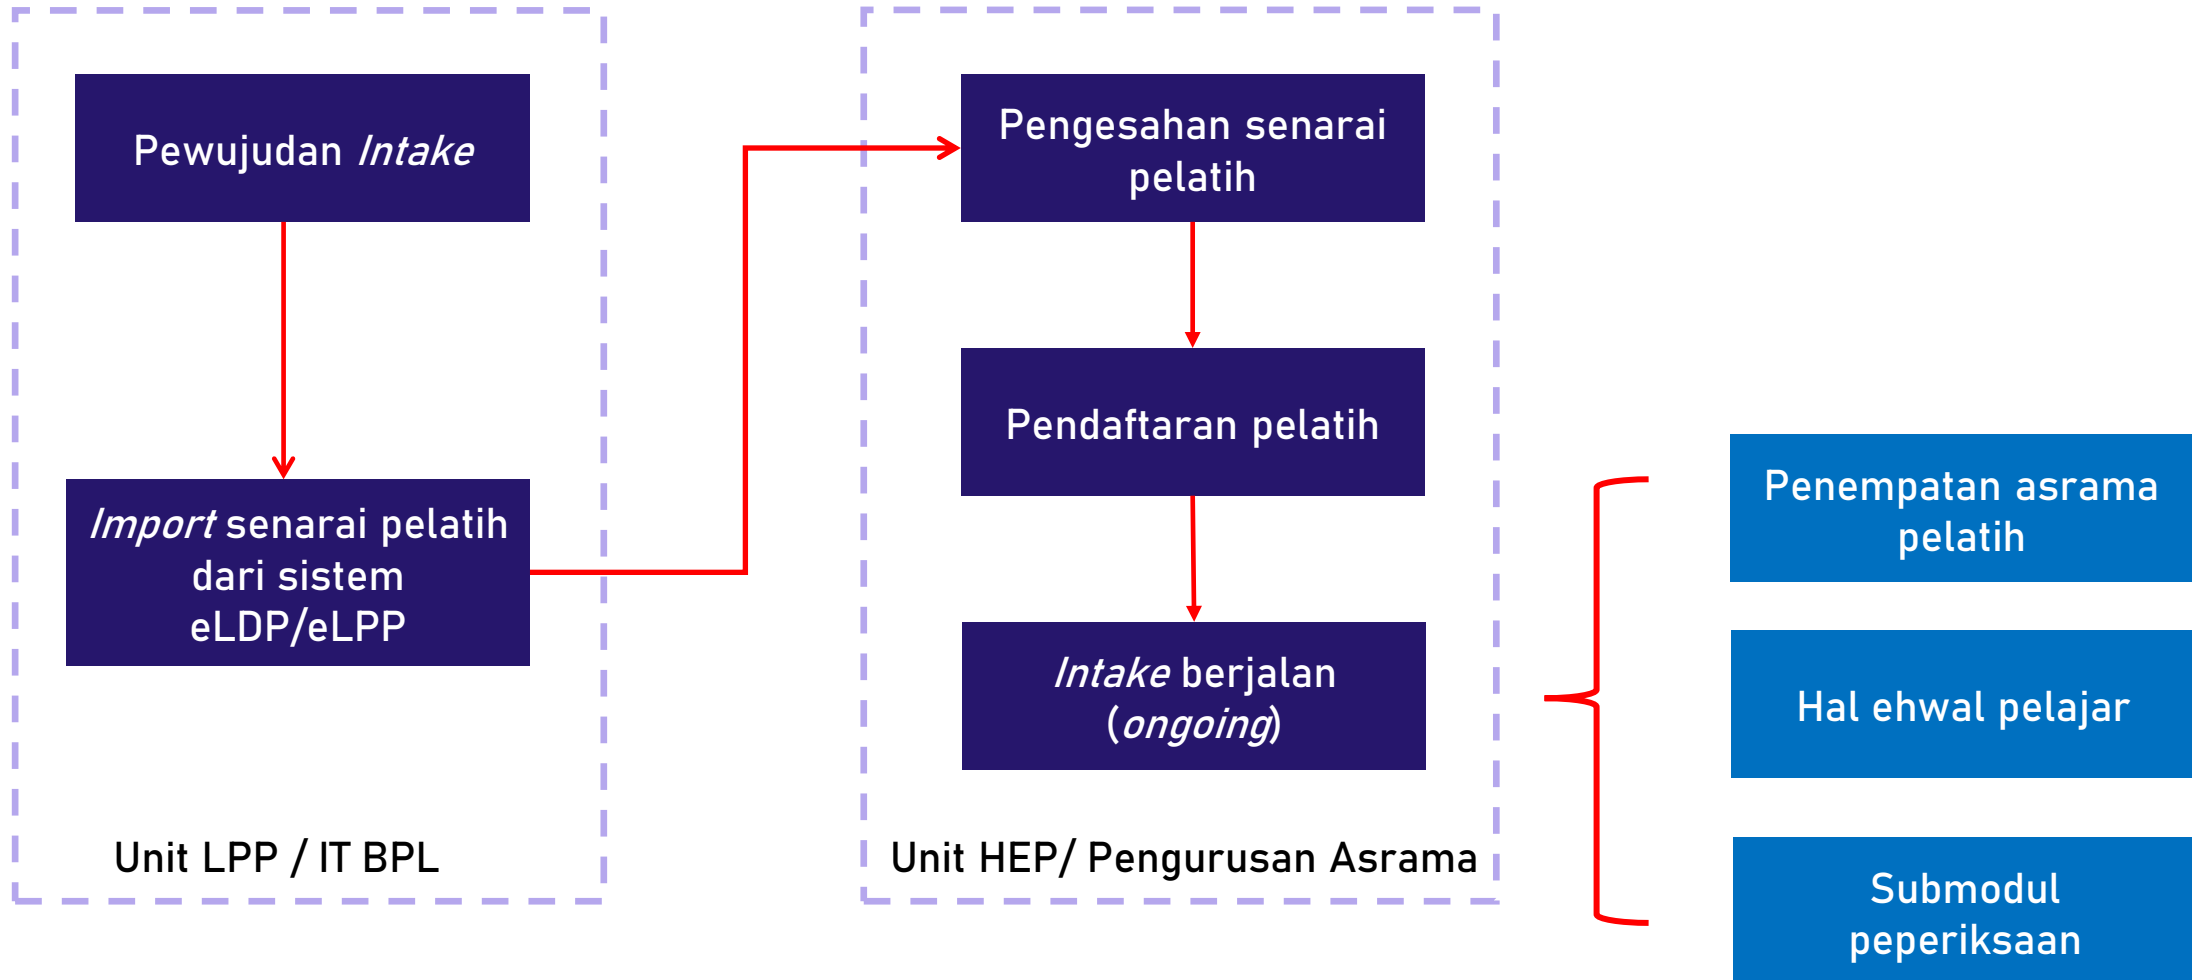 Pewujudan Intake
Import senarai pelatih
dari sistem
eLDP/eLPP
Unit LPP / IT BPL
Pengesahan senarai
pelatih
Pendaftaran pelatih
Intake berjalan
(ongoing)
Unit HEP/ Pengurusan Asrama
Penempatan asrama
pelatih
Hal ehwal pelajar
Submodul
peperiksaan